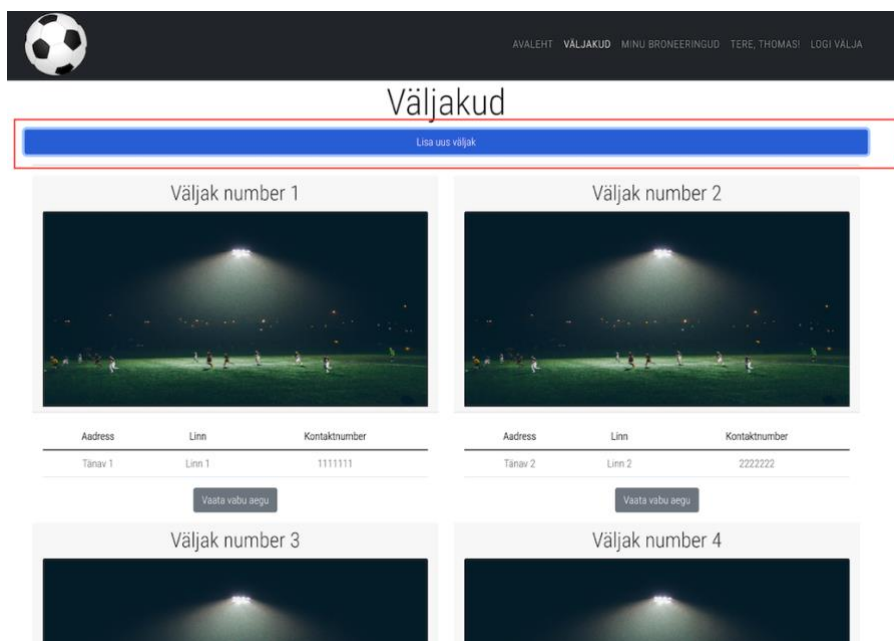 AVALEHT VÄLJAKUD MINU BRONEERINGUD TERE, THOMAS! LOGI VÄLJA
Väljakud
Lisa uus väljak
Väljak number 1
Väljak number 2
Aadress Linn Kontaktnumber
Tänav 1 Linn 1 1111111
Vaata vabu aegu
Aadress Linn Kontaktnumber
Tänav 2 Linn 2 2222222
Vaata vabu aegu
Väljak number 3
Väljak number 4